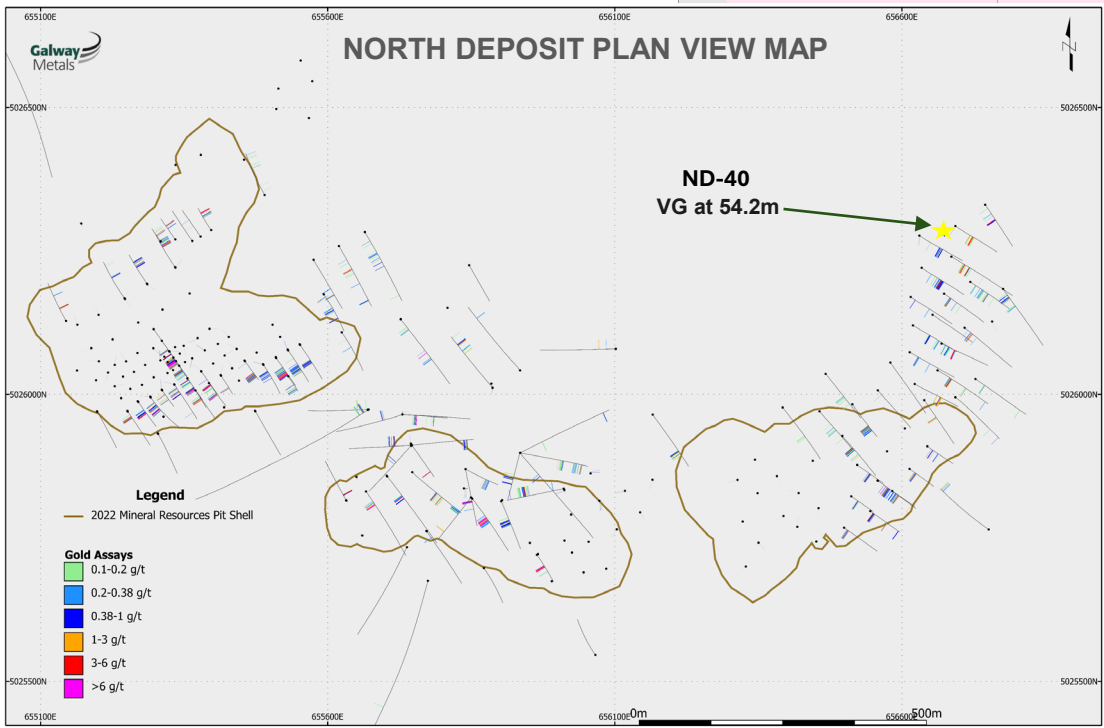 655100E 655600E 656100E 656600E
Galway
Metals
NORTH DEPOSIT PLAN VIEW MAP
N
5026500N 5026500N
ND-40
VG at 54.2m
5026000N 5026000N
Legend
2022 Mineral Resources Pit Shell
Gold Assays
0.1-0.2 g/t
0.2-0.38 g/t
0.38-1 g/t
1-3 g/t
3-6 g/t
>6 g/t
5025500N 5025500N
655100E 655600E 656100E 0m 656600E 500m